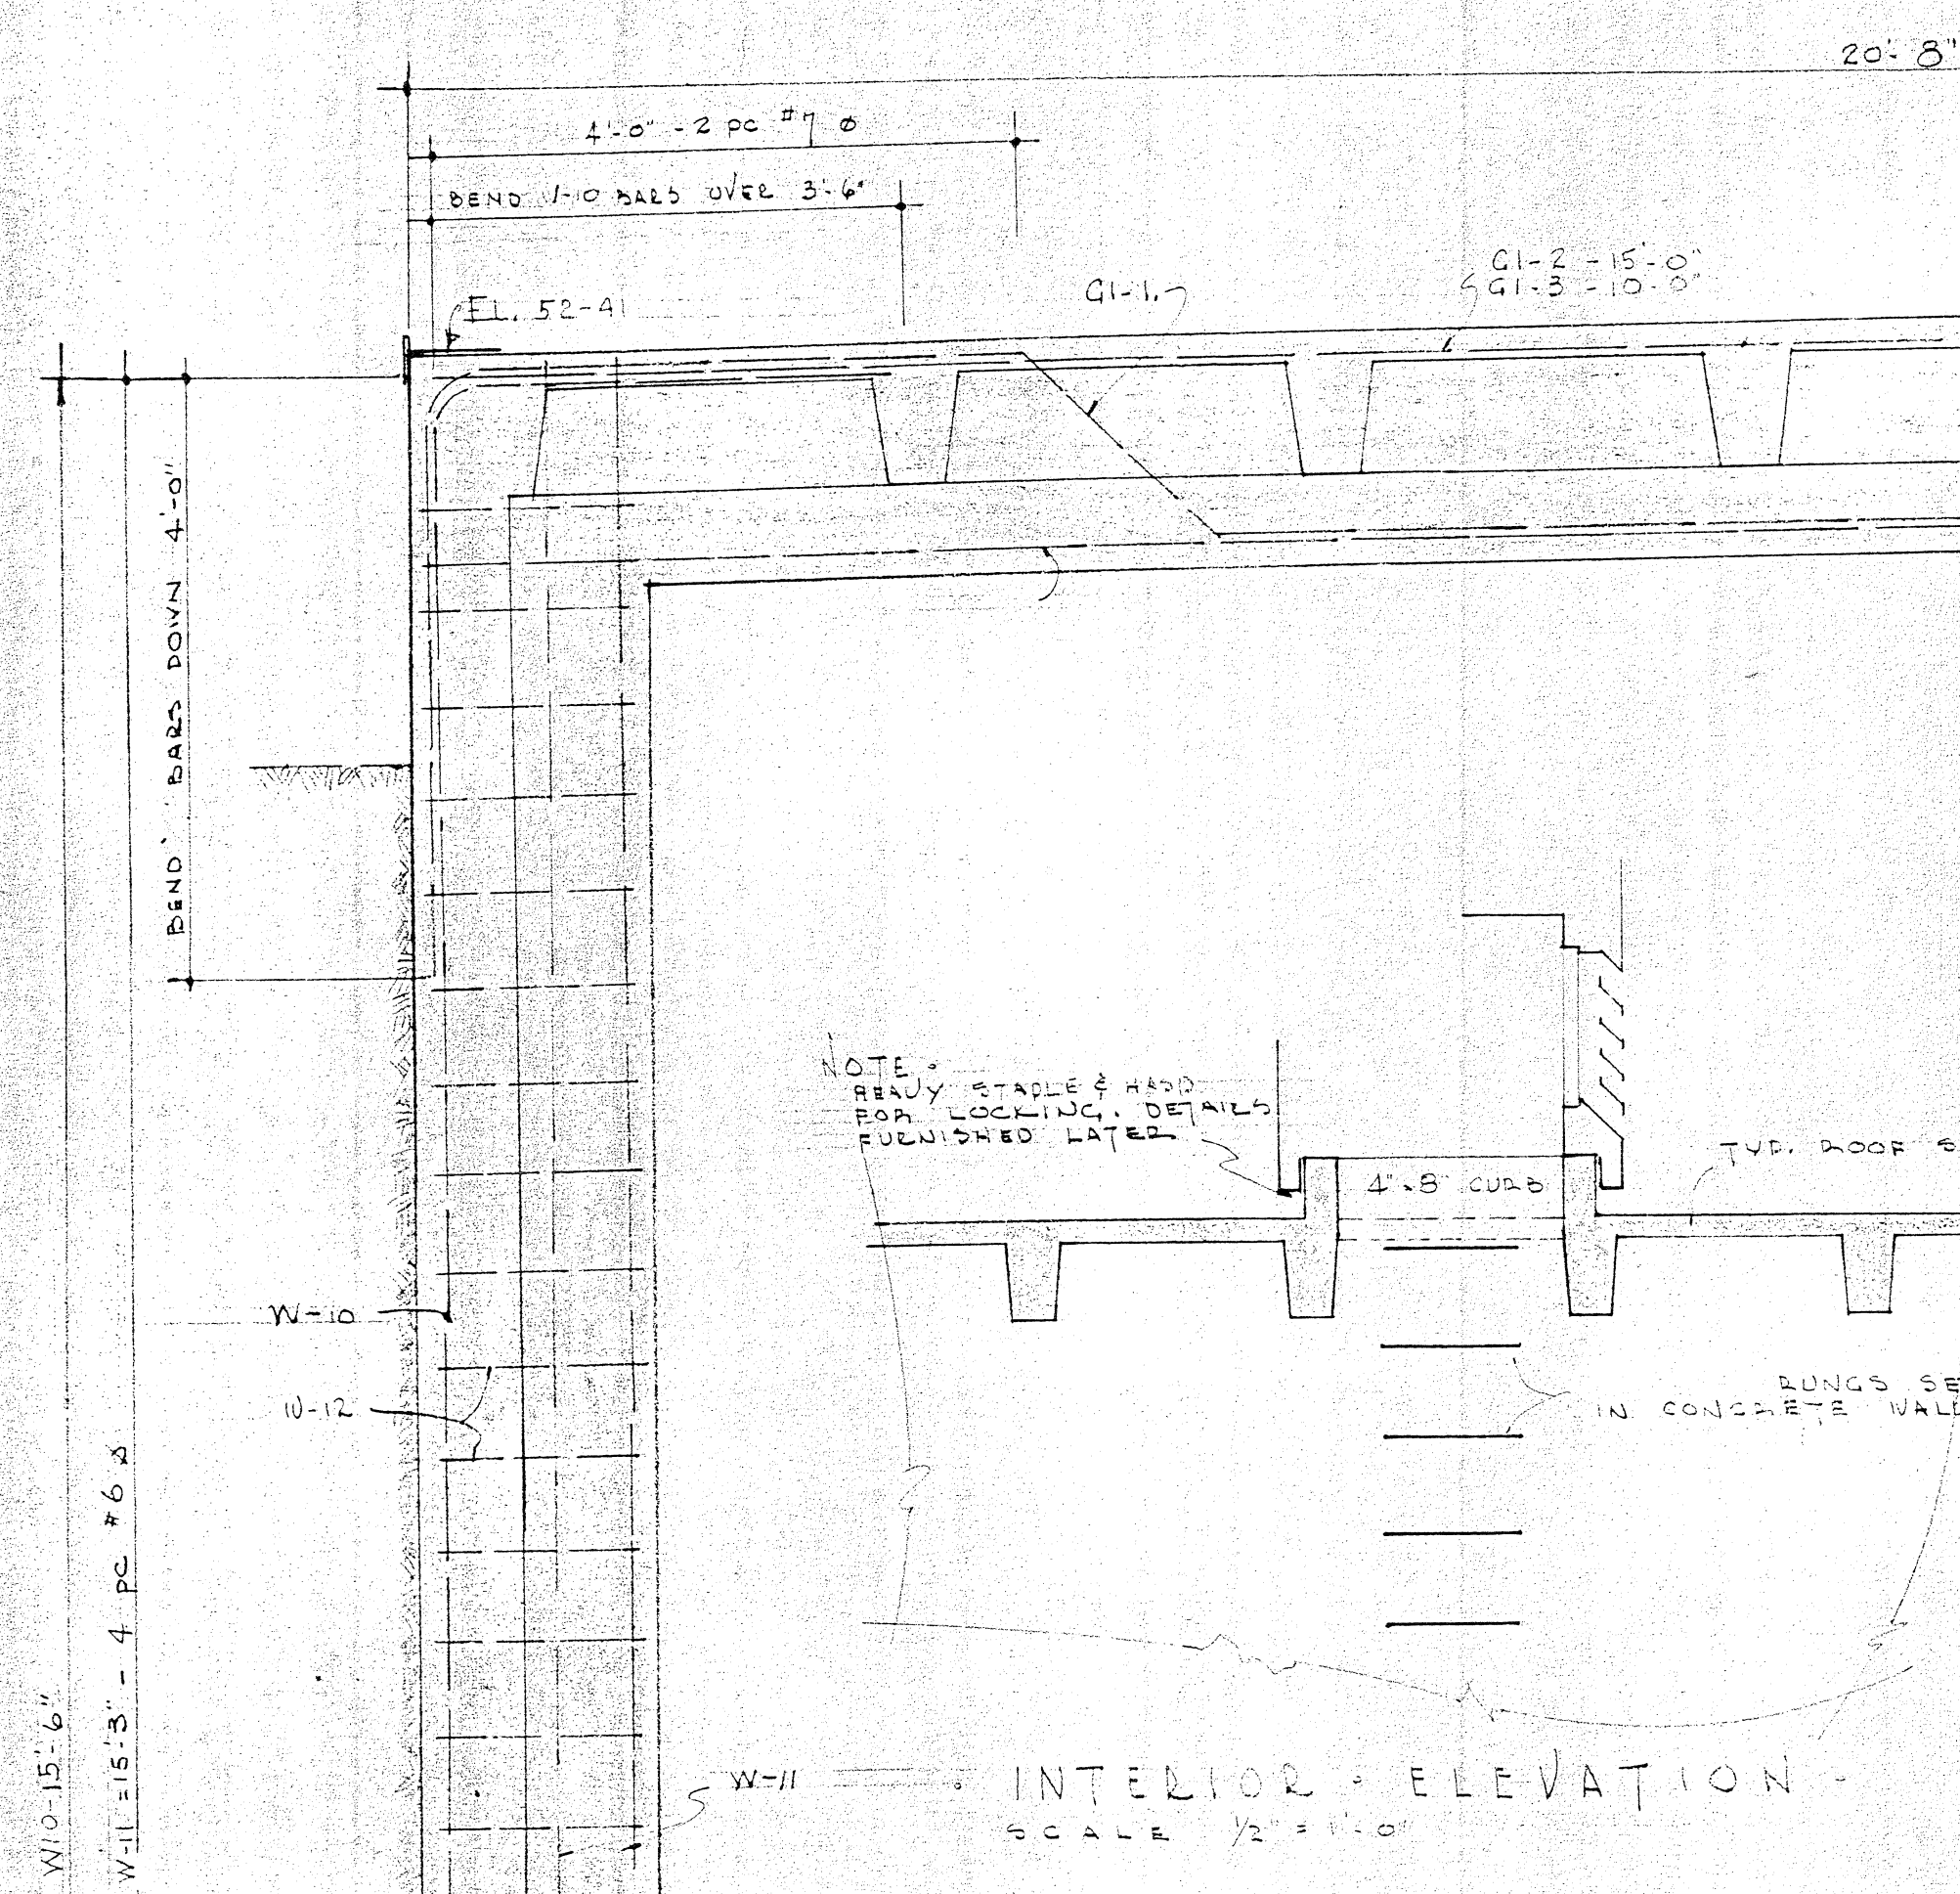 20'-8"
4'-0" - 2 PC #7 ø
BEND V-10 BARS OVER 3'-6"
G1-2 - 15'-0"
G1-3 - 10'-0"
G1-1.
EL. 52-41
BEND BARS DOWN 4'-0"
NOTE.
HEAVY STAPLE & HASP
FOR LOCKING. DETAILS
FURNISHED LATER
4" x 8" CURB
TYP. ROOF S
W-10
RUNGS SE
IN CONCRETE WALL
W-12
W10-15'-6"
W-11 = 15'-3" - 4 PC #6 ø
W-11
INTERIOR · ELEVATION ·
SCALE 1/2" = 1'-0"